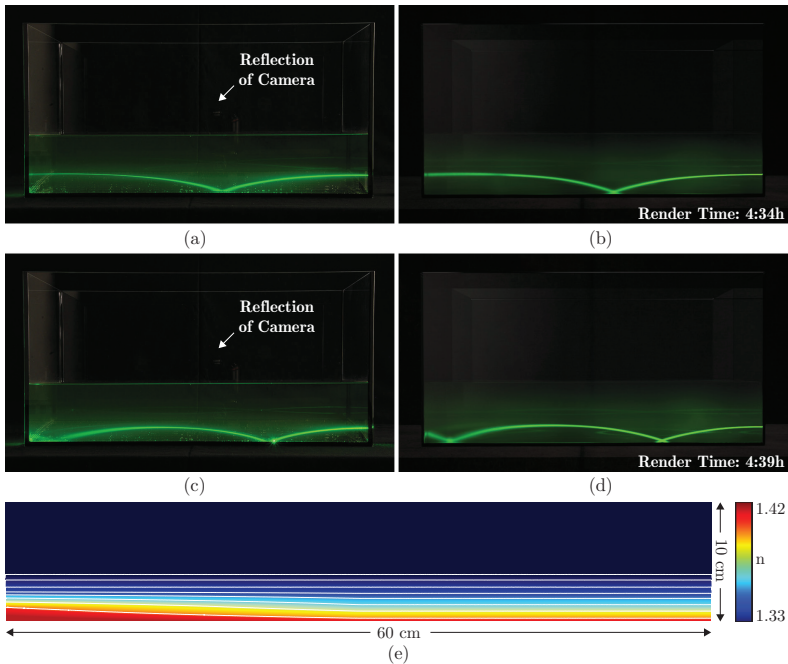 Reflection
of Camera
Render Time: 4:34h
(a)
(b)
Reflection
of Camera
Render Time: 4:39h
(c)
(d)
1.42
n
1.33
10 cm
60 cm
(e)